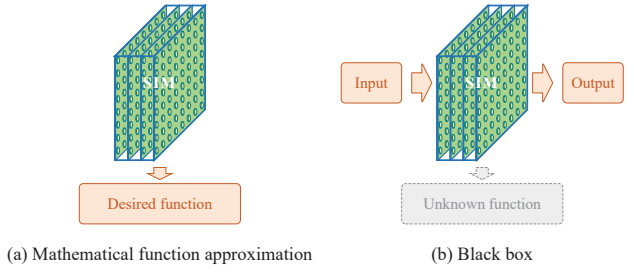 SIM
Desired function
(a) Mathematical function approximation
Input
SIM
Output
Unknown function
(b) Black box